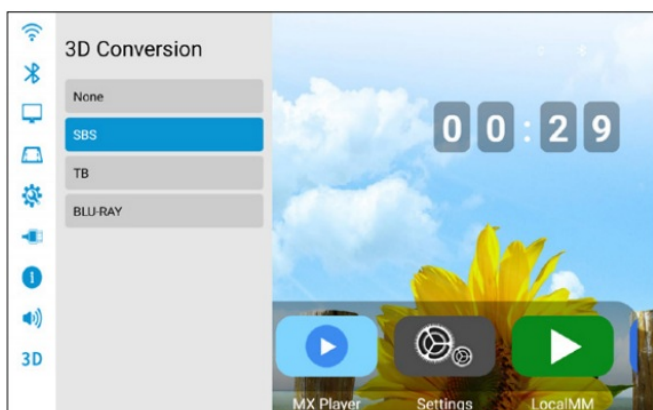 3D Conversion
None
SBS
TB
BLU-RAY
3D
00:29
MX Player
Settings
LocalMM